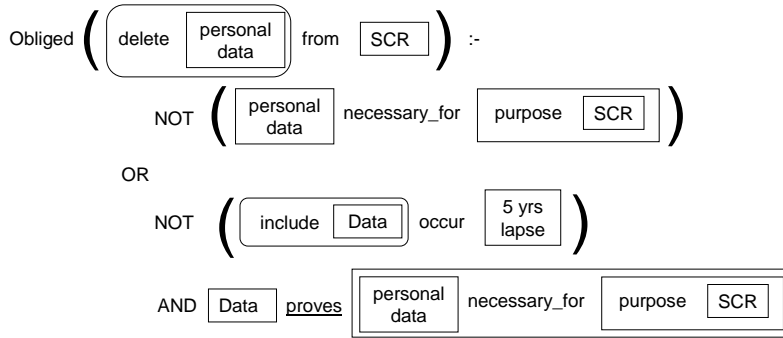 Obliged ( delete personal data from SCR ) :-
NOT ( personal data necessary_for purpose SCR )
OR
NOT ( include Data occur 5 yrs lapse )
AND Data proves personal data necessary_for purpose SCR